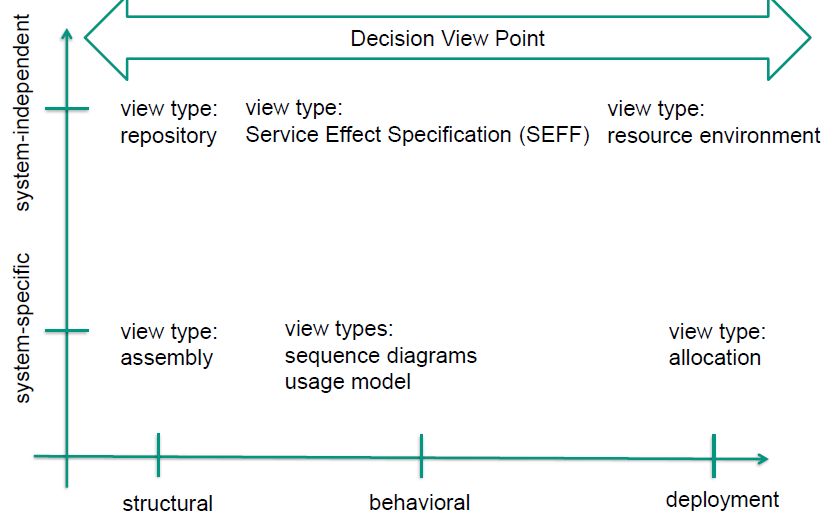 Decision View Point
system-independent
view type:
repository
view type:
Service Effect Specification (SEFF)
view type:
resource environment
system-specific
view type:
assembly
view types:
sequence diagrams
usage model
view type:
allocation
structural
behavioral
deployment